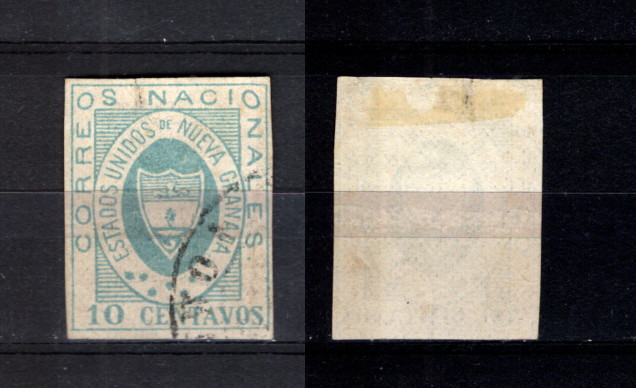 CORREOS NACIONALES.
ESTADOS UNIDOS DE NUEVA GRANADA
10 CENTAVOS